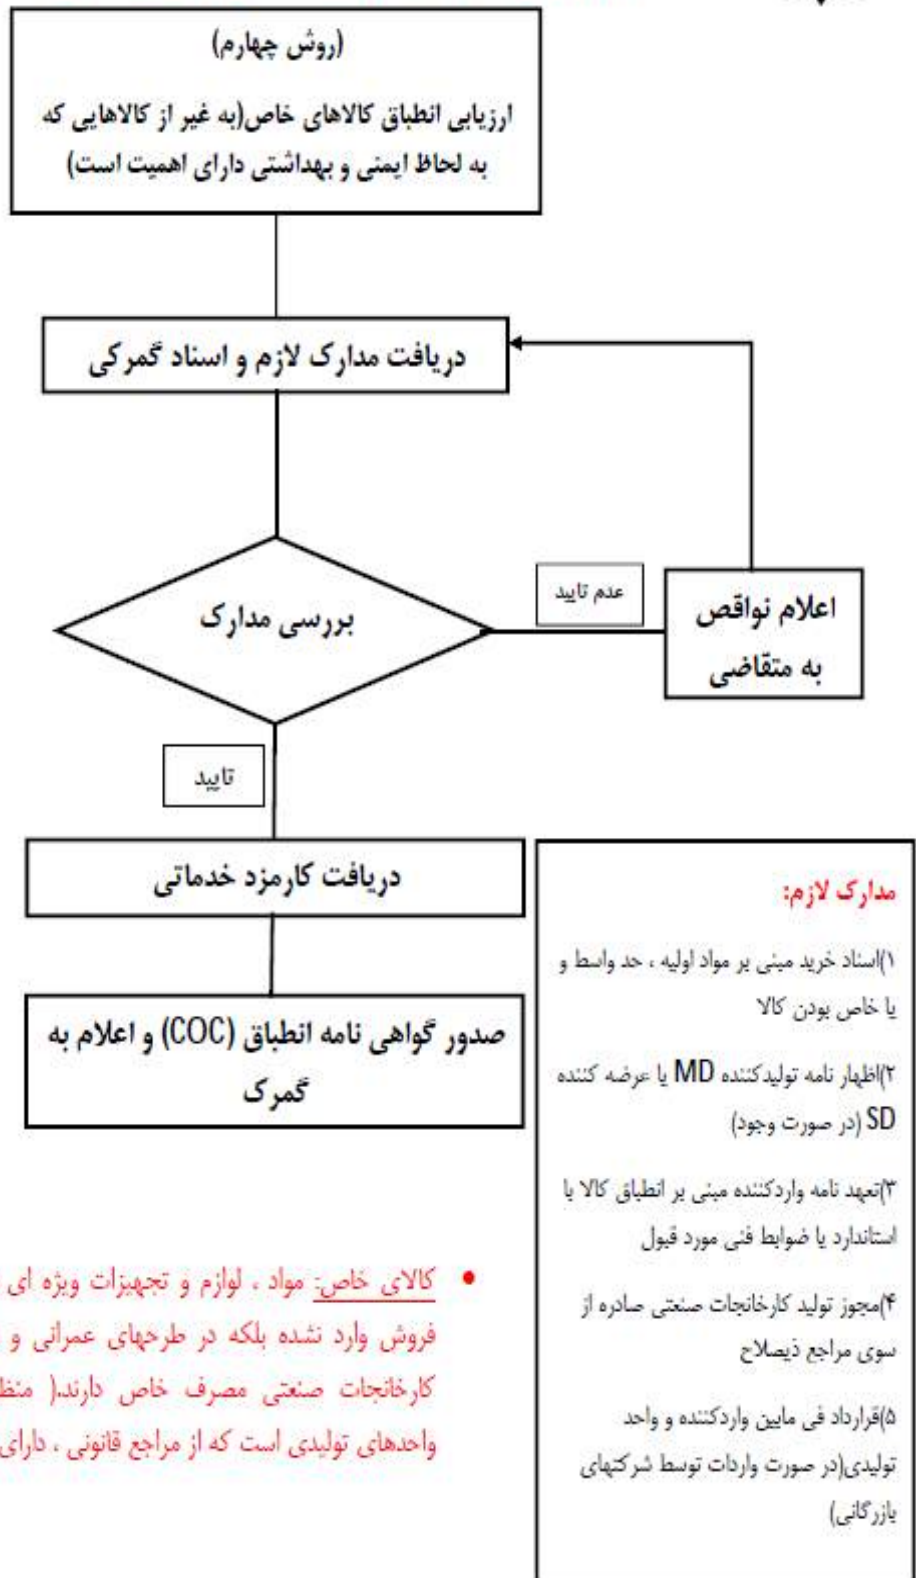 (روش چهارم)
ارزیابی انطباق کالاهای خاص(به غیر از کالاهایی که
به لحاظ ایمنی و بهداشتی دارای اهمیت است)
دریافت مدارک لازم و اسناد گمرکی
بررسی مدارک
عدم تایید
اعلام نواقص
به متقاضی
تایید
دریافت کارمزد خدماتی
صدور گواهی نامه انطباق (COC) و اعلام به
گمرک
مدارک لازم:
۱)اسناد خرید مبنی بر مواد اولیه ، حد واسط و
یا خاص بودن کالا
۲)اظهار نامه تولیدکننده MD یا عرضه کننده
SD (در صورت وجود)
۳)تعهد نامه واردکننده مبنی بر انطباق کالا با
استاندارد یا ضوابط فنی مورد قبول
۴)مجوز تولید کارخانجات صنعتی صادره از
سوی مراجع ذیصلاح
۵)قرارداد فی مابین واردکننده و واحد
تولیدی(در صورت واردات توسط شرکتهای
بازرگانی)
• کالای خاص: مواد ، لوازم و تجهیزات ویژه ای
فروش وارد نشده بلکه در طرحهای عمرانی و
کارخانجات صنعتی مصرف خاص دارند.(
واحدهای تولیدی است که از مراجع قانونی ، دارای